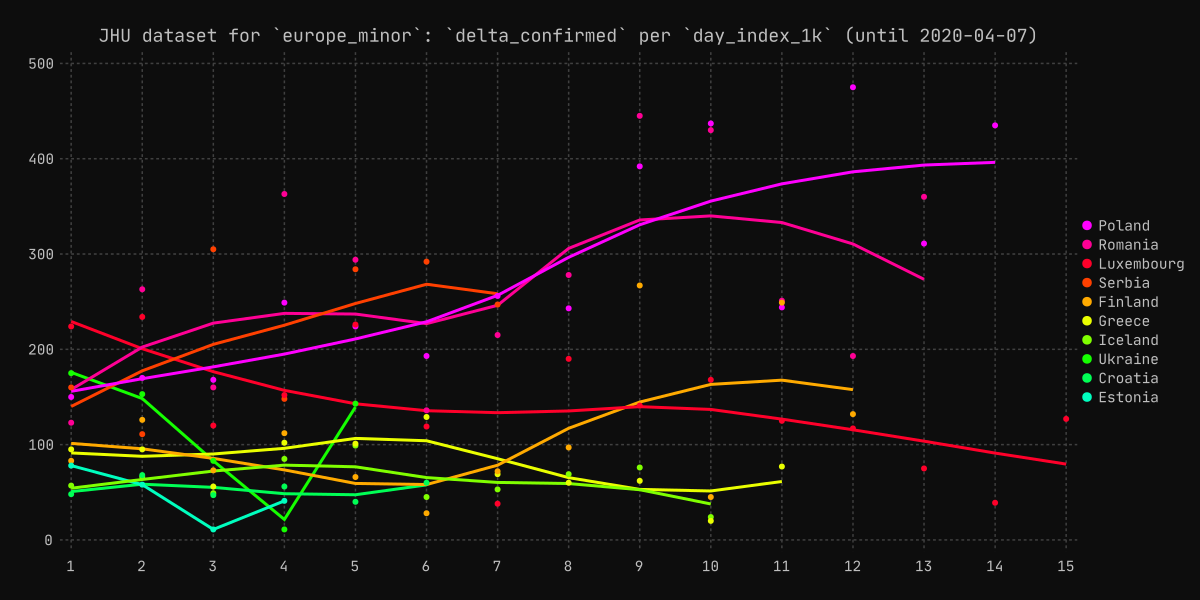 JHU dataset for `europe_minor`: `delta_confirmed` per `day_index_1k` (until 2020-04-07)
500
400
300
200
100
0
1 2 3 4 5 6 7 8 9 10 11 12 13 14 15
Poland
Romania
Luxembourg
Serbia
Finland
Greece
Iceland
Ukraine
Croatia
Estonia